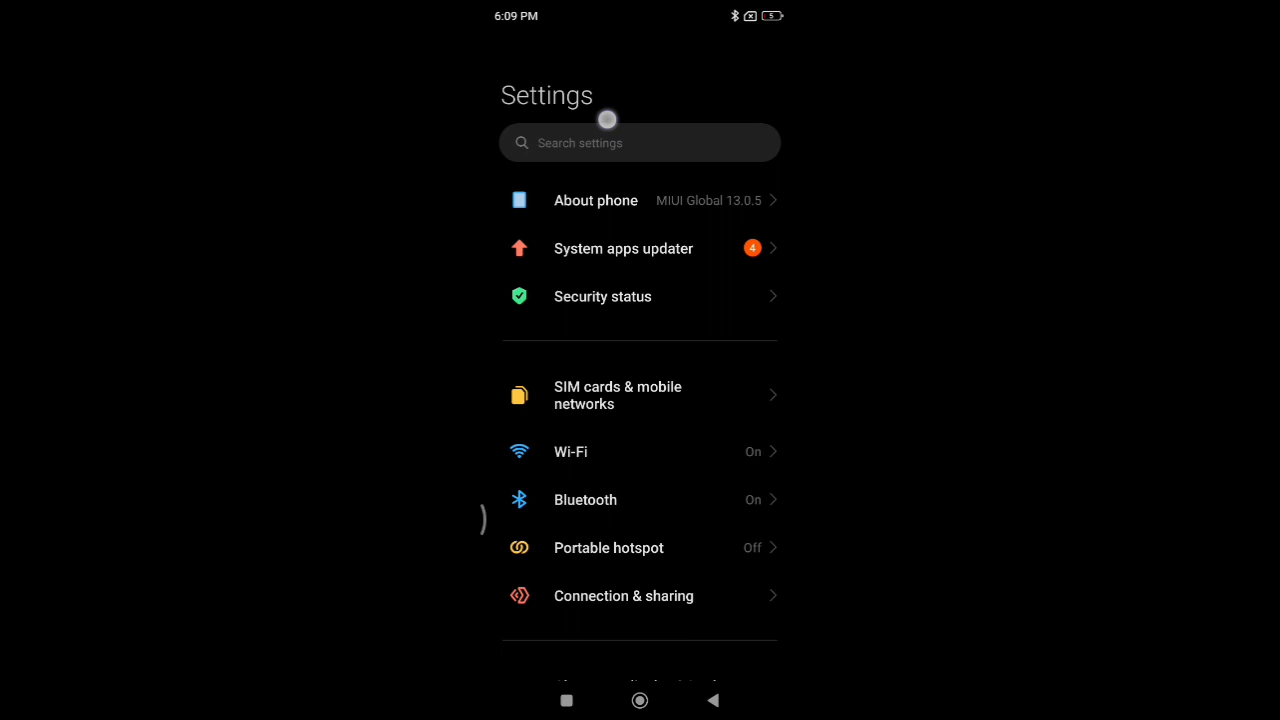 6:09 PM
5
Settings
Search settings
About phone MIUI Global 13.0.5
System apps updater 4
Security status
SIM cards & mobile
networks
Wi-Fi On
Bluetooth On
Portable hotspot Off
Connection & sharing